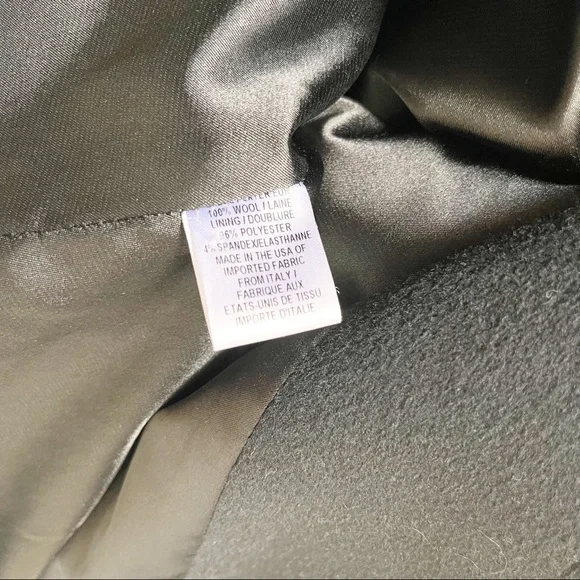 100% WOOL / LAINE
LINING / DOUBLURE
96% POLYESTER
4% SPANDEX/ELASTHANNE
MADE IN THE USA OF
IMPORTED FABRIC
FROM ITALY /
FABRIQUE AUX
ETATS-UNIS DE TISSU
IMPORTE D'ITALIE